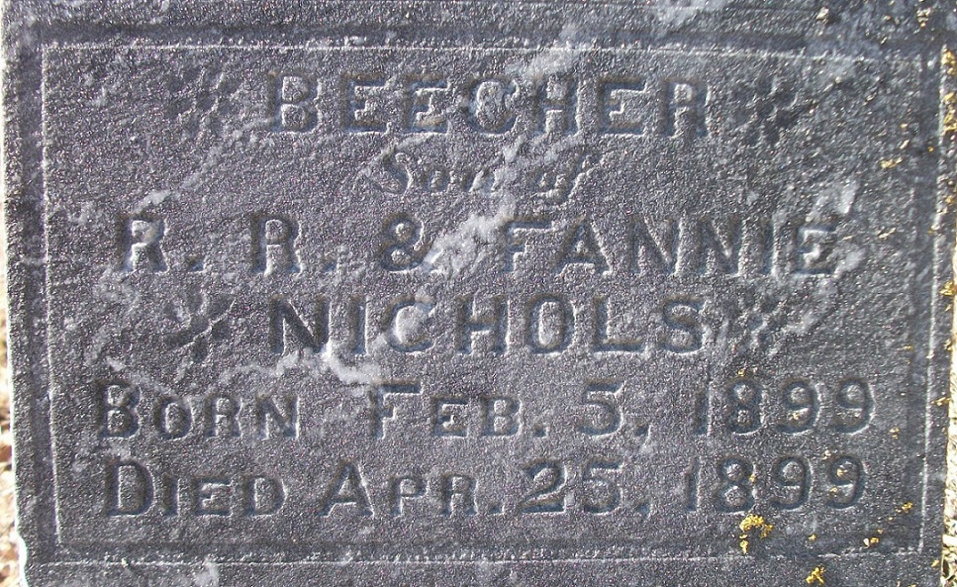 BEECHER
Son of
R. R. & FANNIE
NICHOLS
BORN FEB. 5, 1899
DIED APR. 25, 1899